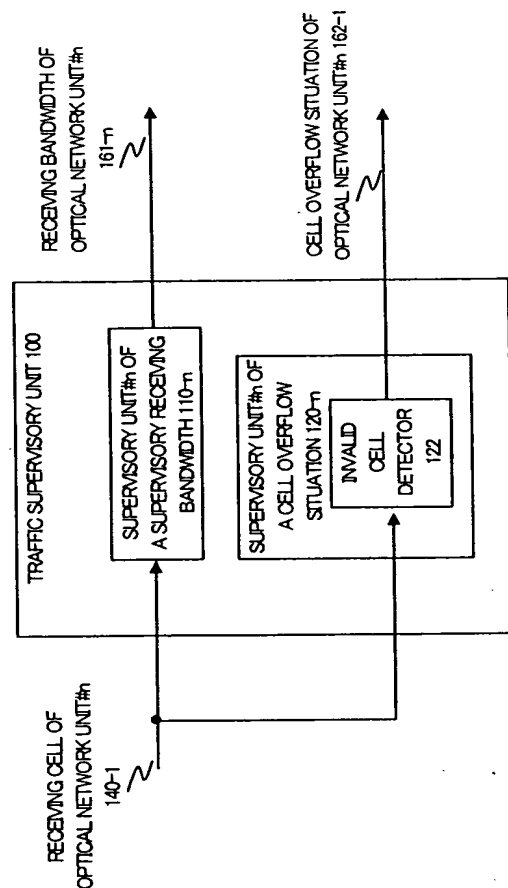 RECEIVING CELL OF
OPTICAL NETWORK UNIT#n
140-1
TRAFFIC SUPERVISORY UNIT 100
SUPERVISORY UNIT#n OF
A SUPERVISORY RECEIVING
BANDWIDTH 110-n
SUPERVISORY UNIT#n OF
A CELL OVERFLOW
SITUATION 120-n
INVALID
CELL
DETECTOR
122
RECEIVING BANDWIDTH OF
OPTICAL NETWORK UNIT#n
161-n
CELL OVERFLOW SITUATION OF
OPTICAL NETWORK UNIT#n 162-1